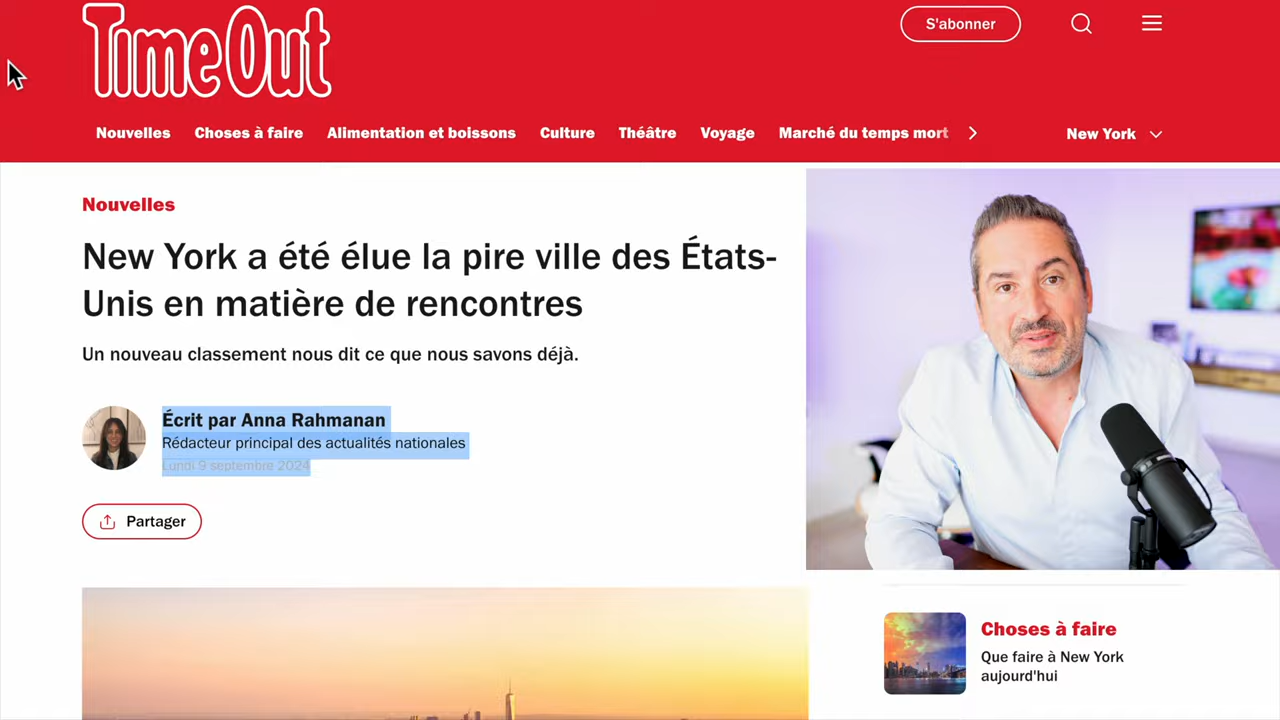 TimeOut
S'abonner
Nouvelles
Choses à faire
Alimentation et boissons
Culture
Théâtre
Voyage
Marché du temps mort
New York
Nouvelles
New York a été élue la pire ville des États-
Unis en matière de rencontres
Un nouveau classement nous dit ce que nous savons déjà.
Écrit par Anna Rahmanan
Rédacteur principal des actualités nationales
Lundi 9 septembre 2024
Partager
Choses à faire
Que faire à New York
aujourd'hui